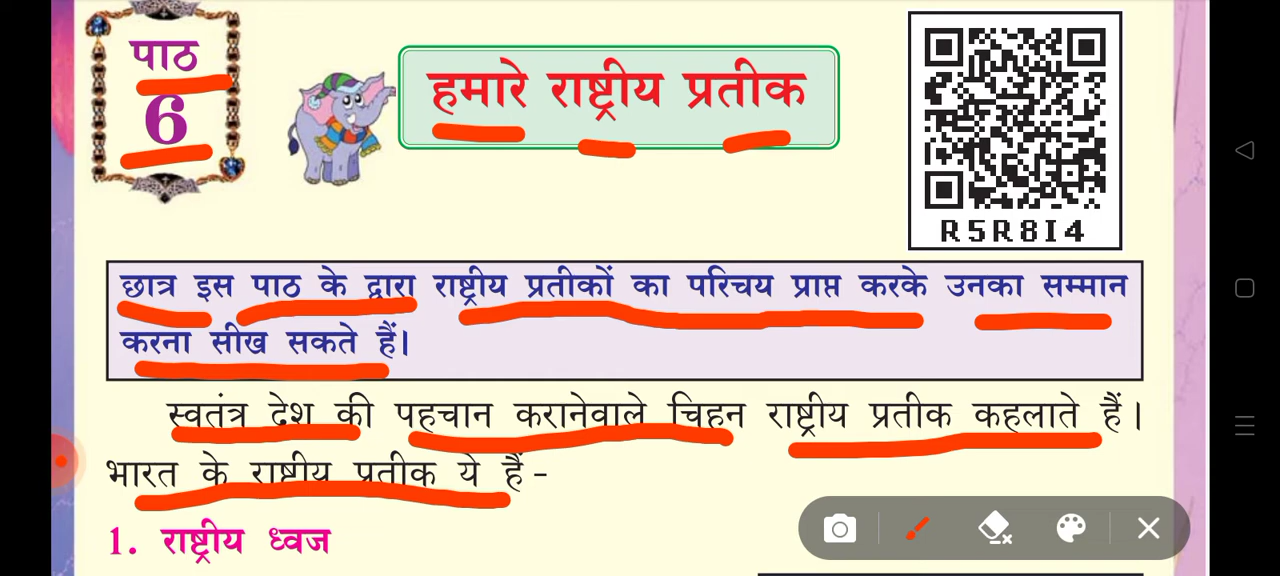 पाठ
6
हमारे राष्ट्रीय प्रतीक
R5R8I4
छात्र इस पाठ के द्वारा राष्ट्रीय प्रतीकों का परिचय प्राप्त करके उनका सम्मान
करना सीख सकते हैं।
स्वतंत्र देश की पहचान करानेवाले चिह्न राष्ट्रीय प्रतीक कहलाते हैं।
भारत के राष्ट्रीय प्रतीक ये हैं -
1. राष्ट्रीय ध्वज